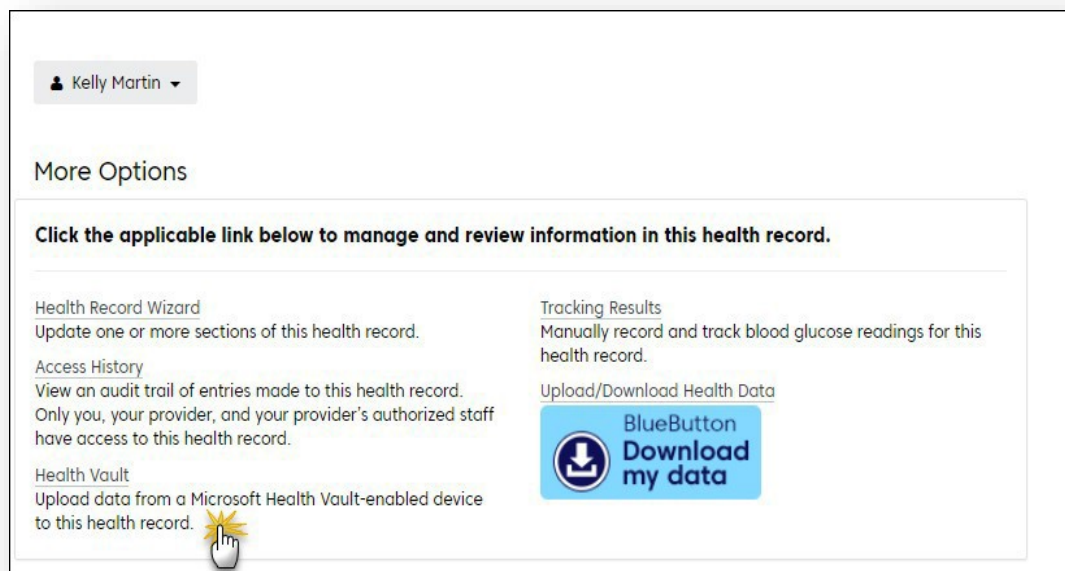 Kelly Martin
More Options
Click the applicable link below to manage and review information in this health record.
Health Record Wizard
Update one or more sections of this health record.
Access History
View an audit trail of entries made to this health record.
Only you, your provider, and your provider's authorized staff
have access to this health record.
Health Vault
Upload data from a Microsoft Health Vault-enabled device
to this health record.
Tracking Results
Manually record and track blood glucose readings for this
health record.
Upload/Download Health Data
BlueButton
Download
my data